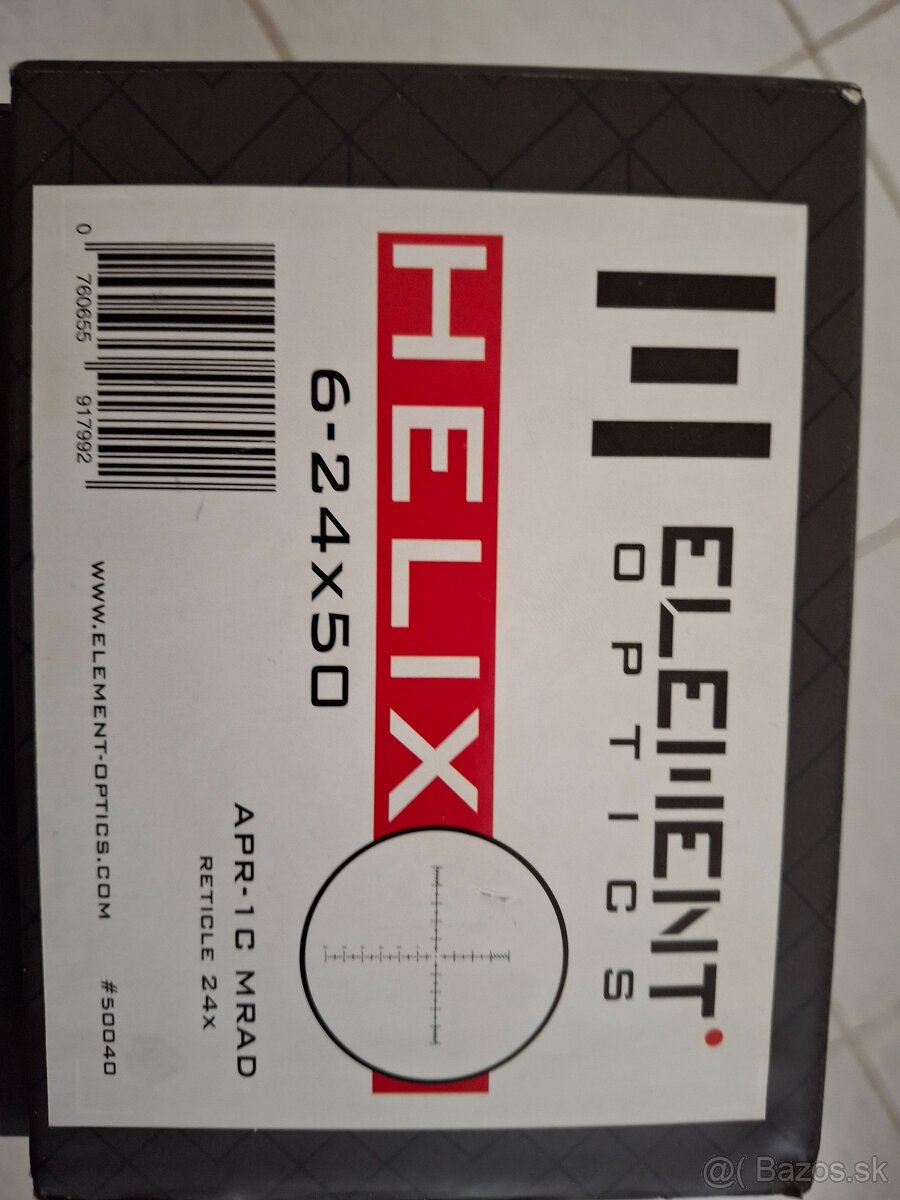 ELEMENT
OPTICS
HELIX
6-24x50
APR-1C MRAD
RETICLE 24X
0 760655 917992
WWW.ELEMENT-OPTICS.COM
#50040
@( Bazos.sk